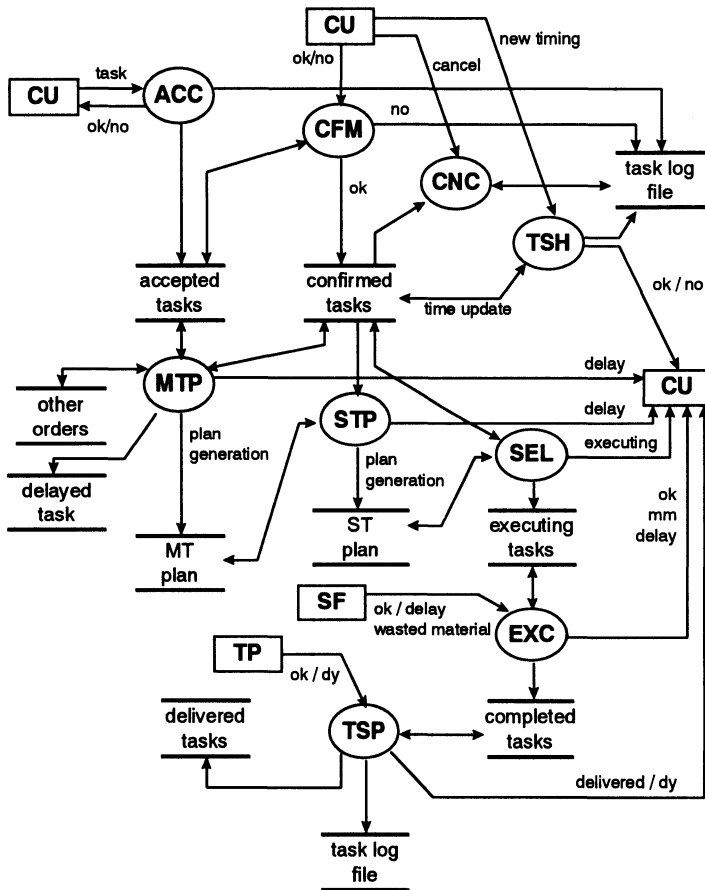 CU
new timing
ok/no
cancel
task
CU
ACC
ok/no
CFM
no
task log
file
ok
CNC
TSH
accepted
tasks
confirmed
tasks
ok / no
time update
MTP
delay
CU
other
orders
STP
delay
plan
generation
SEL
executing
plan
generation
delayed
task
ok
mm
delay
MT
plan
ST
plan
executing
tasks
SF
ok / delay
wasted material
EXC
TP
ok / dy
delivered
tasks
TSP
completed
tasks
delivered / dy
task log
file